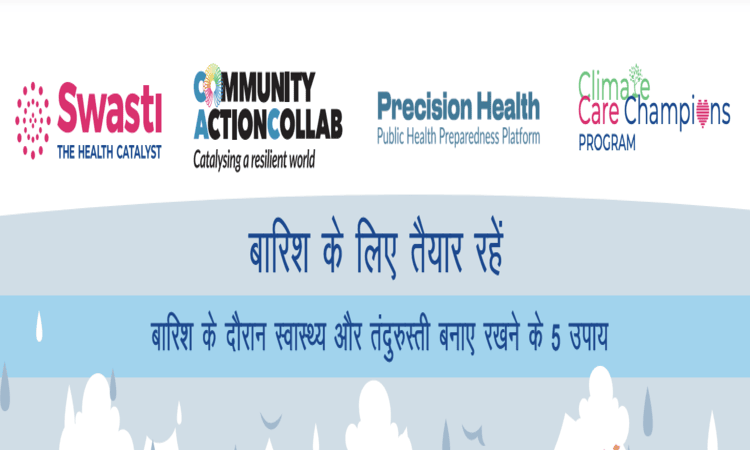 Swasti
THE HEALTH CATALYST
COMMUNITY
ACTIONCOLLAB
Catalysing a resilient world
Precision Health
Public Health Preparedness Platform
Climate
Care Champions
PROGRAM
बारिश के लिए तैयार रहें
बारिश के दौरान स्वास्थ्य और तंदुरुस्ती बनाए रखने के 5 उपाय